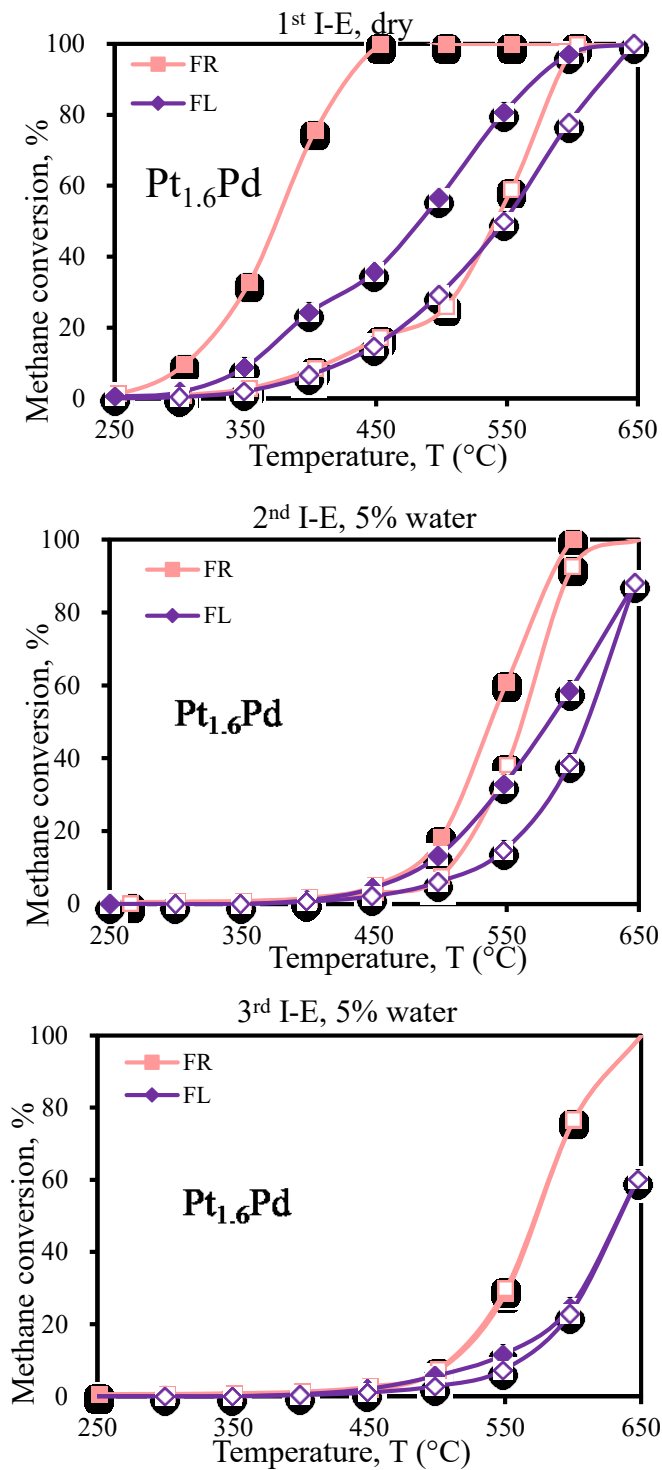 1st I-E, dry
100
80
60
40
20
0
Methane conversion, %
FR
FL
Pt1.6Pd
250 350 450 550 650
Temperature, T (°C)
2nd I-E, 5% water
100
80
60
40
20
0
Methane conversion, %
FR
FL
Pt1.6Pd
250 350 450 550 650
Temperature, T (°C)
3rd I-E, 5% water
100
80
60
40
20
0
Methane conversion, %
FR
FL
Pt1.6Pd
250 350 450 550 650
Temperature, T (°C)